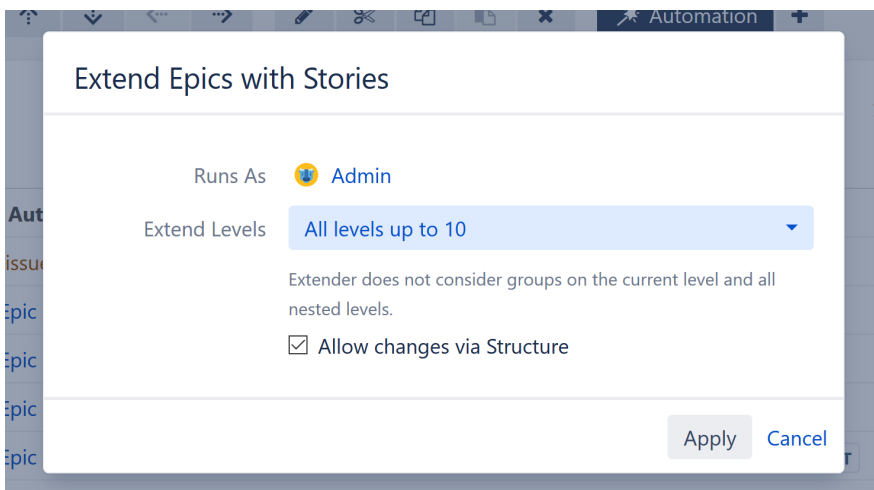 Automation
Extend Epics with Stories
Runs As Admin
Extend Levels All levels up to 10
Extender does not consider groups on the current level and all
nested levels.
Allow changes via Structure
Apply Cancel
Aut
issue
Epic
Epic
Epic
Epic
T